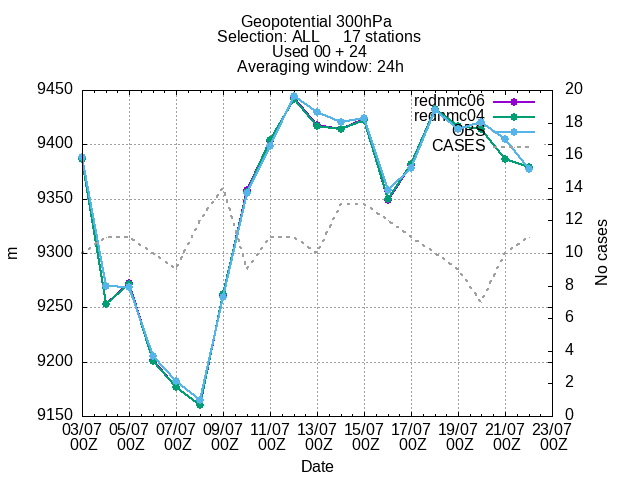 Geopotential 300hPa
Selection: ALL 17 stations
Used 00 + 24
Averaging window: 24h
9450
9400
9350
9300
9250
9200
9150
m
20
18
16
14
12
10
8
6
4
2
0
No cases
rednmc06
rednmc04
OBS
CASES
03/07 05/07 07/07 09/07 11/07 13/07 15/07 17/07 19/07 21/07 23/07
00Z 00Z 00Z 00Z 00Z 00Z 00Z 00Z 00Z 00Z 00Z
Date